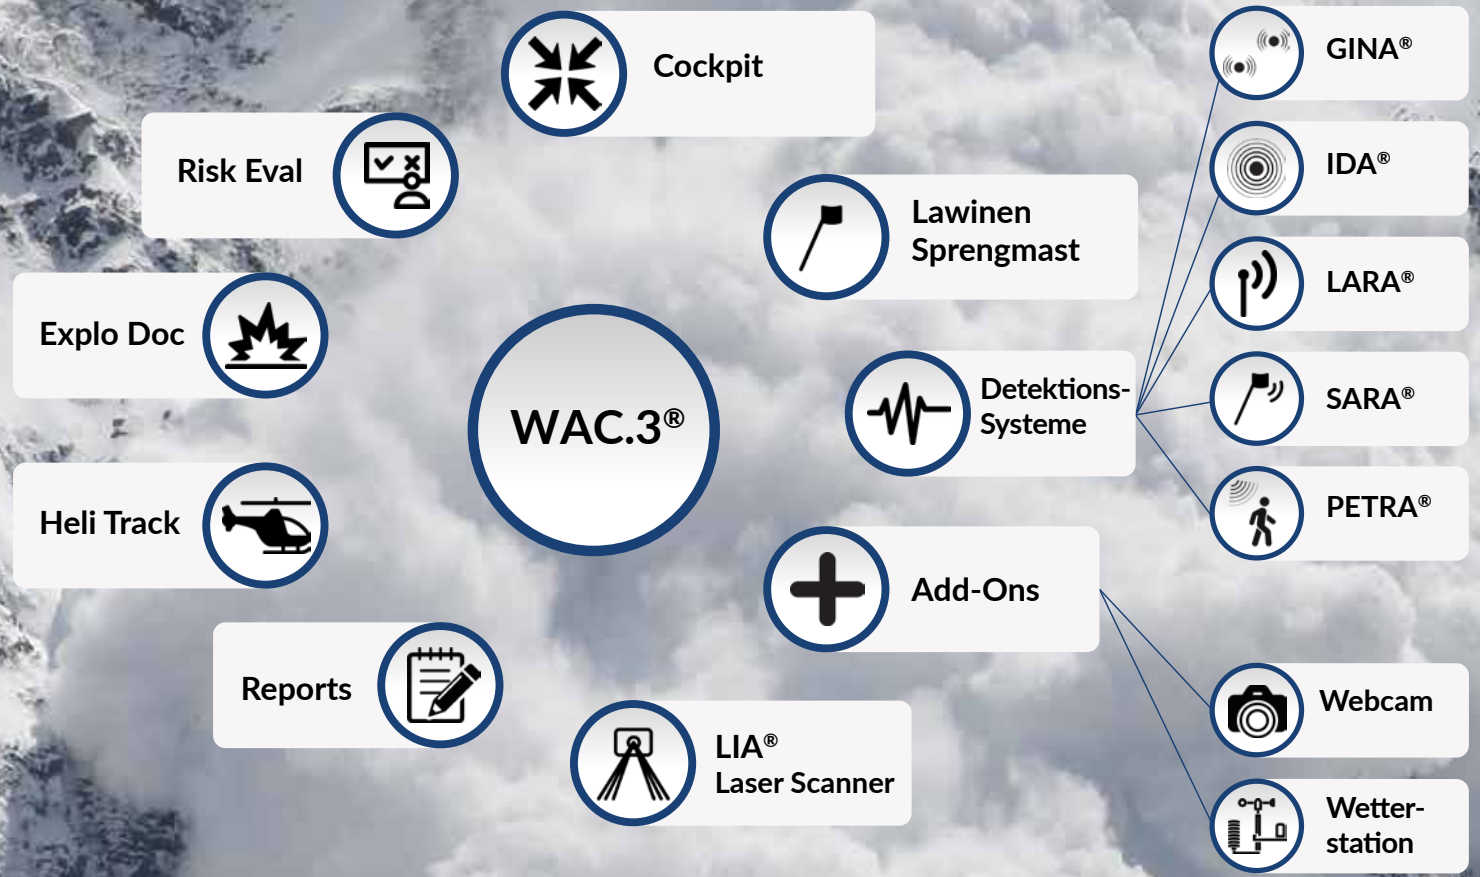 Cockpit
Risk Eval
Explo Doc
Heli Track
Reports
WAC.3®
Lawinen
Sprengmast
Detektions-
Systeme
Add-Ons
LIA®
Laser Scanner
GINA®
IDA®
LARA®
SARA®
PETRA®
Webcam
Wetter-
station